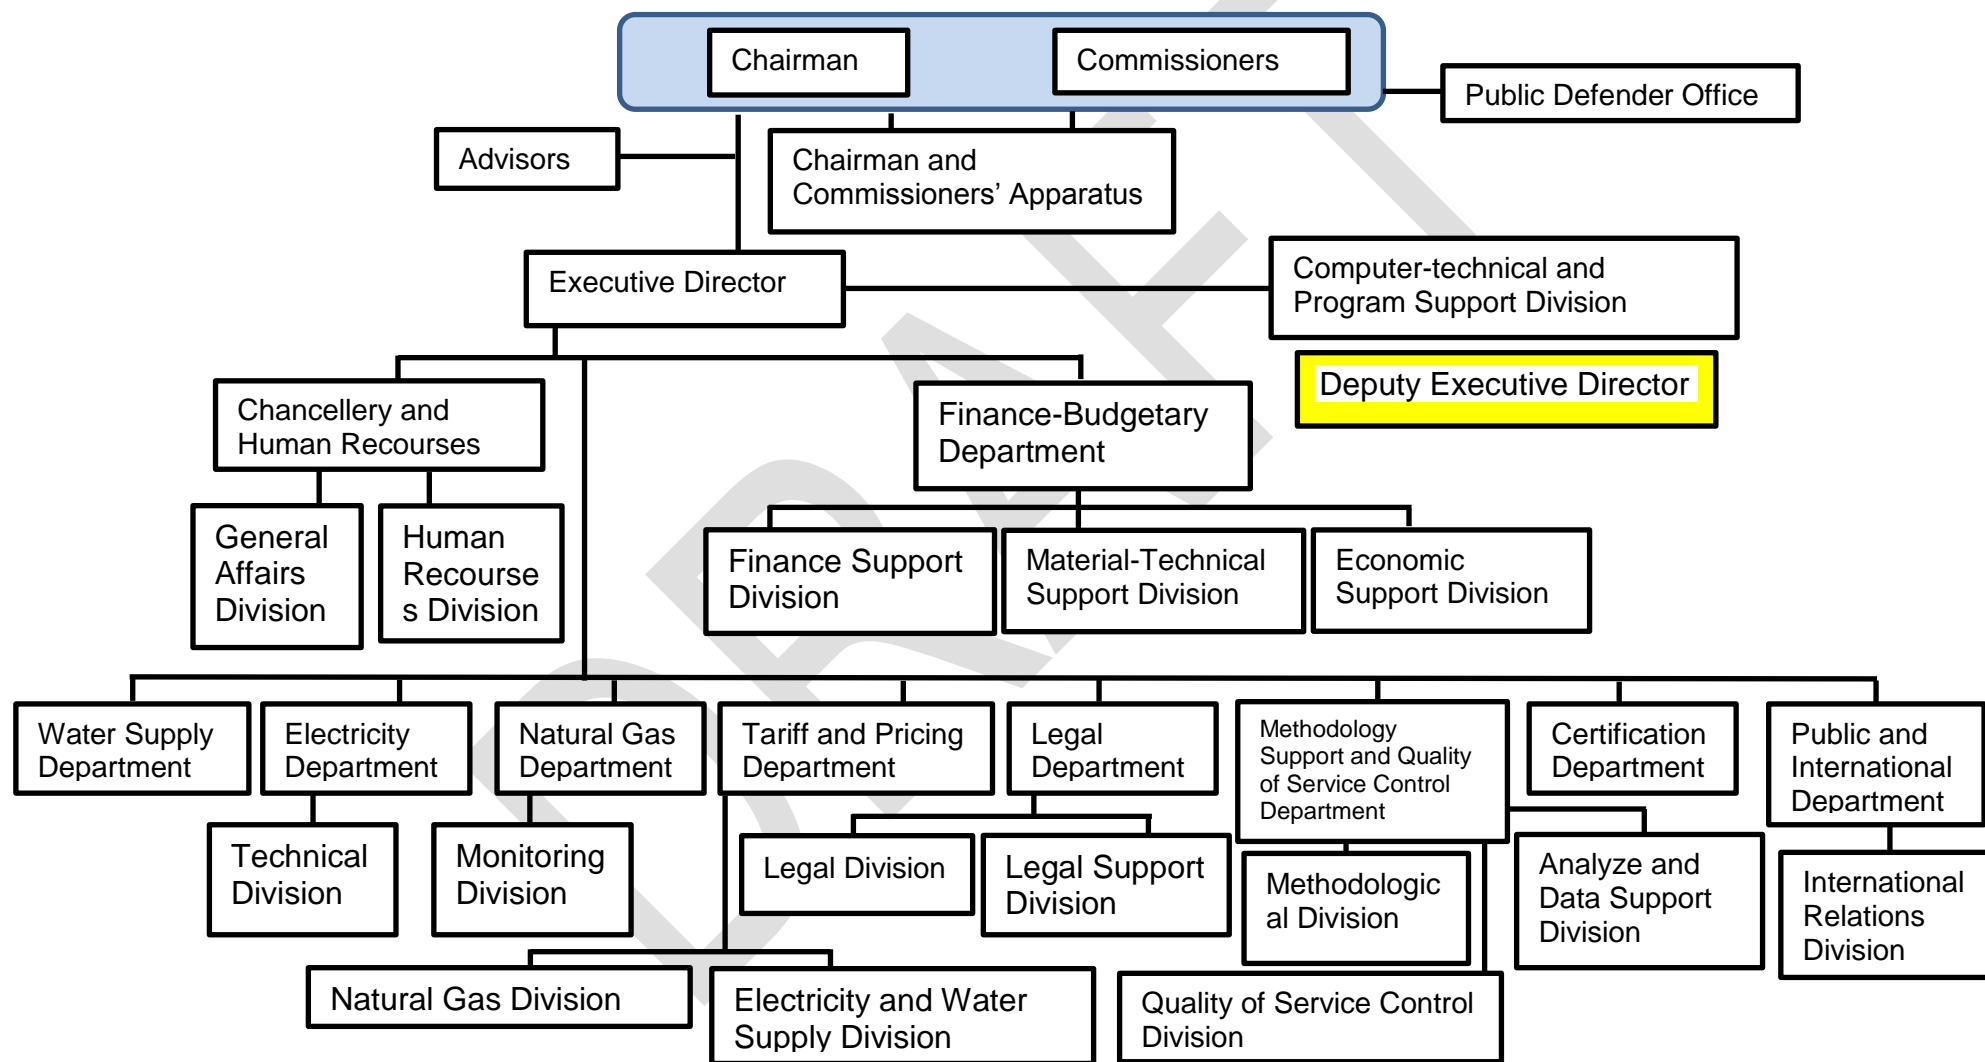 Chairman
Commissioners
Public Defender Office
Advisors
Chairman and
Commissioners’ Apparatus
Executive Director
Computer-technical and
Program Support Division
Deputy Executive Director
Chancellery and
Human Recourses
Finance-Budgetary
Department
General
Affairs
Division
Human
Recourse
s Division
Finance Support
Division
Material-Technical
Support Division
Economic
Support Division
Water Supply
Department
Electricity
Department
Natural Gas
Department
Tariff and Pricing
Department
Legal
Department
Methodology
Support and Quality
of Service Control
Department
Certification
Department
Public and
International
Department
Technical
Division
Monitoring
Division
Legal Division
Legal Support
Division
Methodologic
al Division
Analyze and
Data Support
Division
International
Relations
Division
Natural Gas Division
Electricity and Water
Supply Division
Quality of Service Control
Division
DRAFT